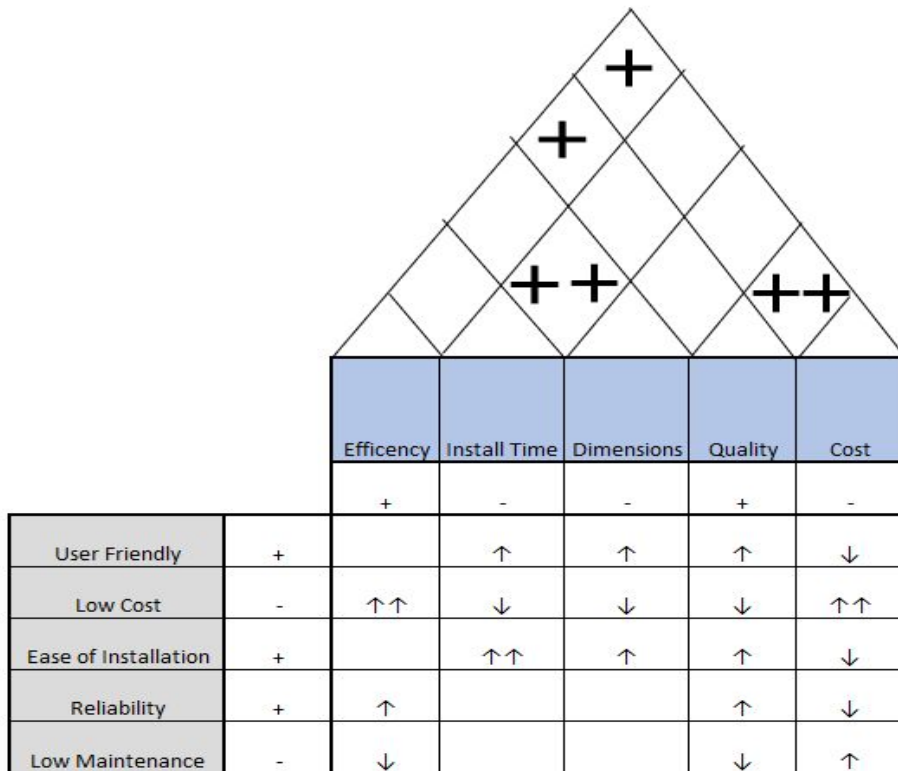 +
+
+ +
++
Efficency Install Time Dimensions Quality Cost
+ - - + -
User Friendly + ↑ ↑ ↑ ↓
Low Cost - ↑↑ ↓ ↓ ↓ ↑↑
Ease of Installation + ↑↑ ↑ ↑ ↓
Reliability + ↑ ↑ ↓
Low Maintenance - ↓ ↓ ↑